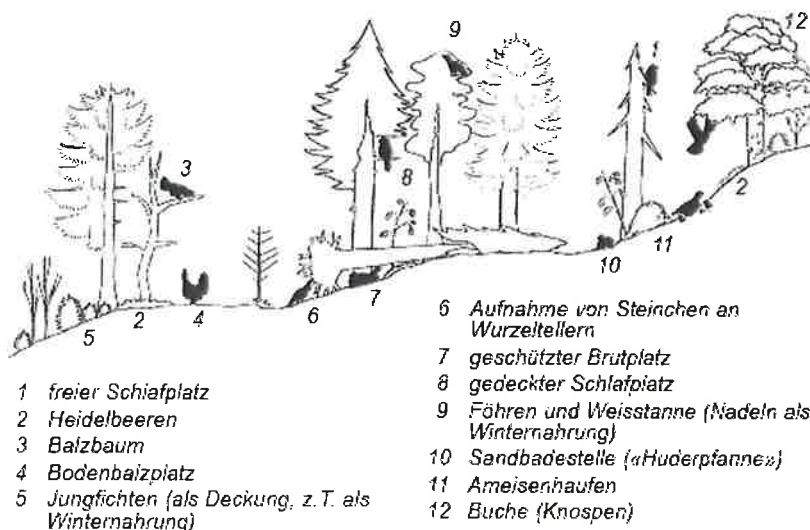 9
12
1
3
8
2
11
10
5
2
4
6
7
1 freier Schlafplatz
2 Heidelbeeren
3 Balzbaum
4 Bodenbalzplatz
5 Jungfichten (als Deckung, z.T. als
Winternahrung)
6 Aufnahme von Steinchen an
Wurzeltellern
7 geschützter Brutplatz
8 gedeckter Schlafplatz
9 Föhren und Weisstanne (Nadeln als
Winternahrung)
10 Sandbadestelle («Huderpfanne»)
11 Ameisenhaufen
12 Buche (Knospen)